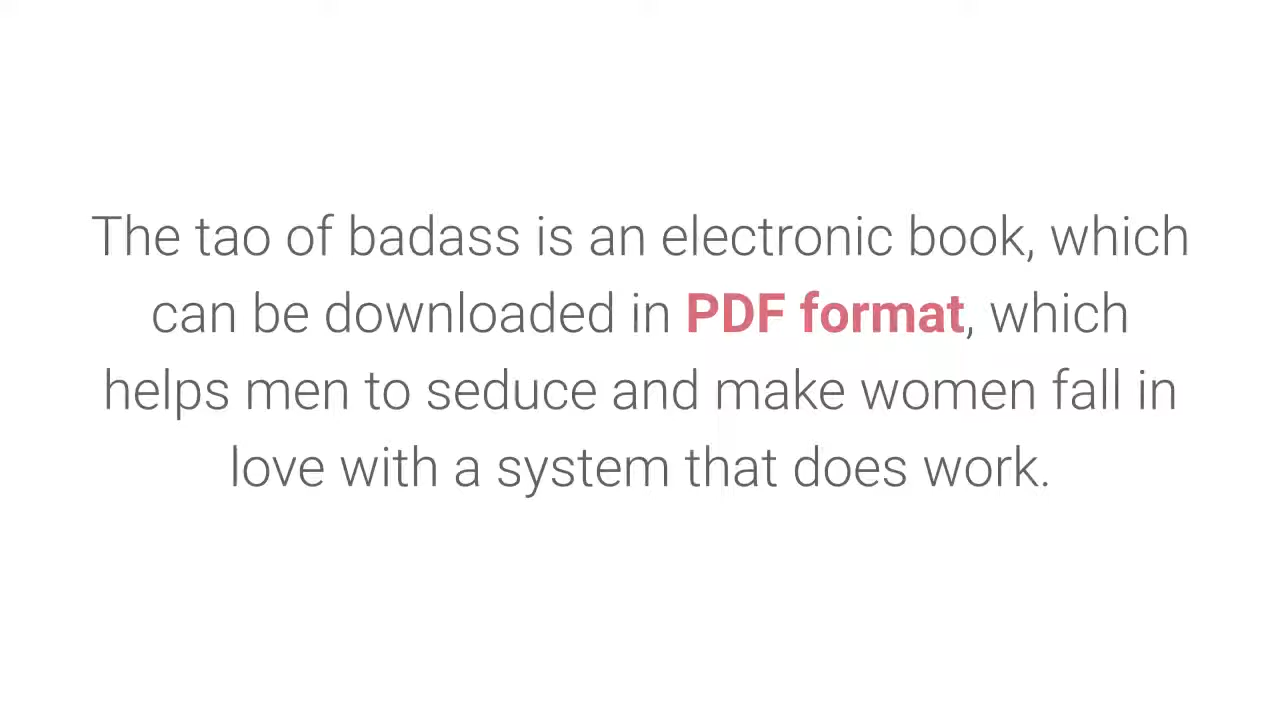 The tao of badass is an electronic book, which
can be downloaded in PDF format, which
helps men to seduce and make women fall in
love with a system that does work.